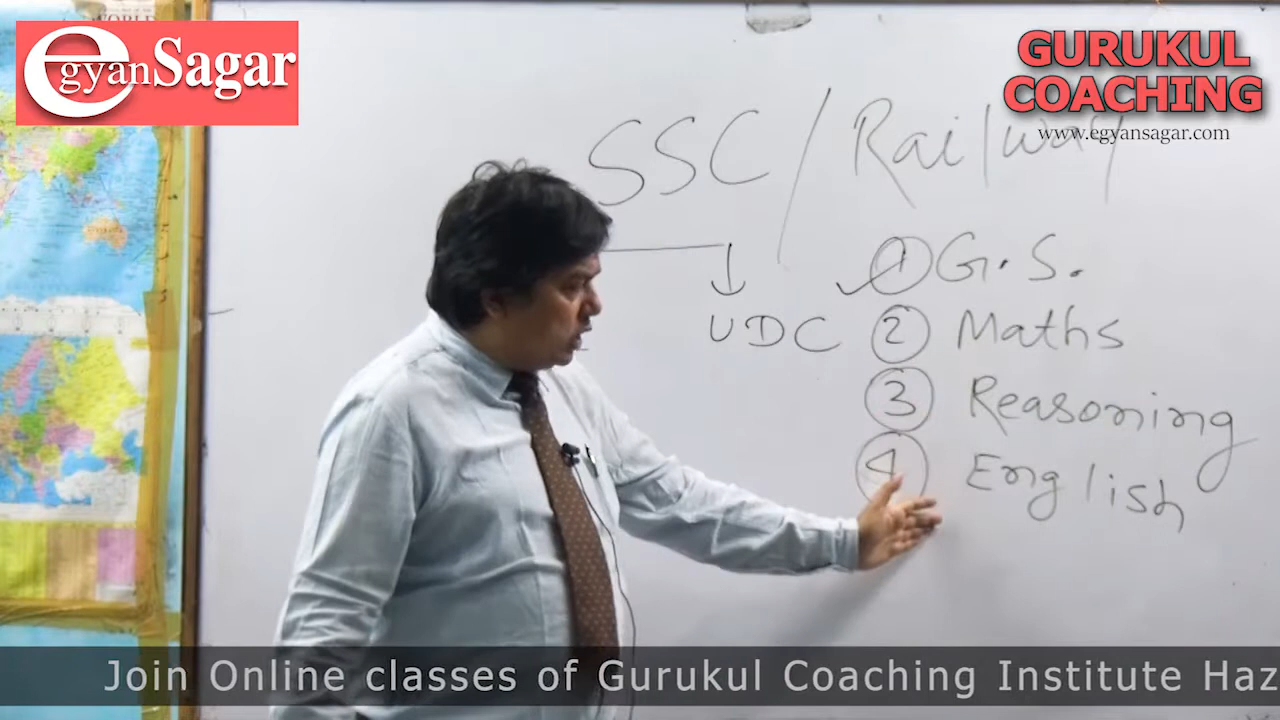 WORLD
egyanSagar
GURUKUL
COACHING
www.egyansagar.com
SSC / Railway
① G.S.
UDC
② Maths
③ Reasoning
④ English
Join Online classes of Gurukul Coaching Institute Haz